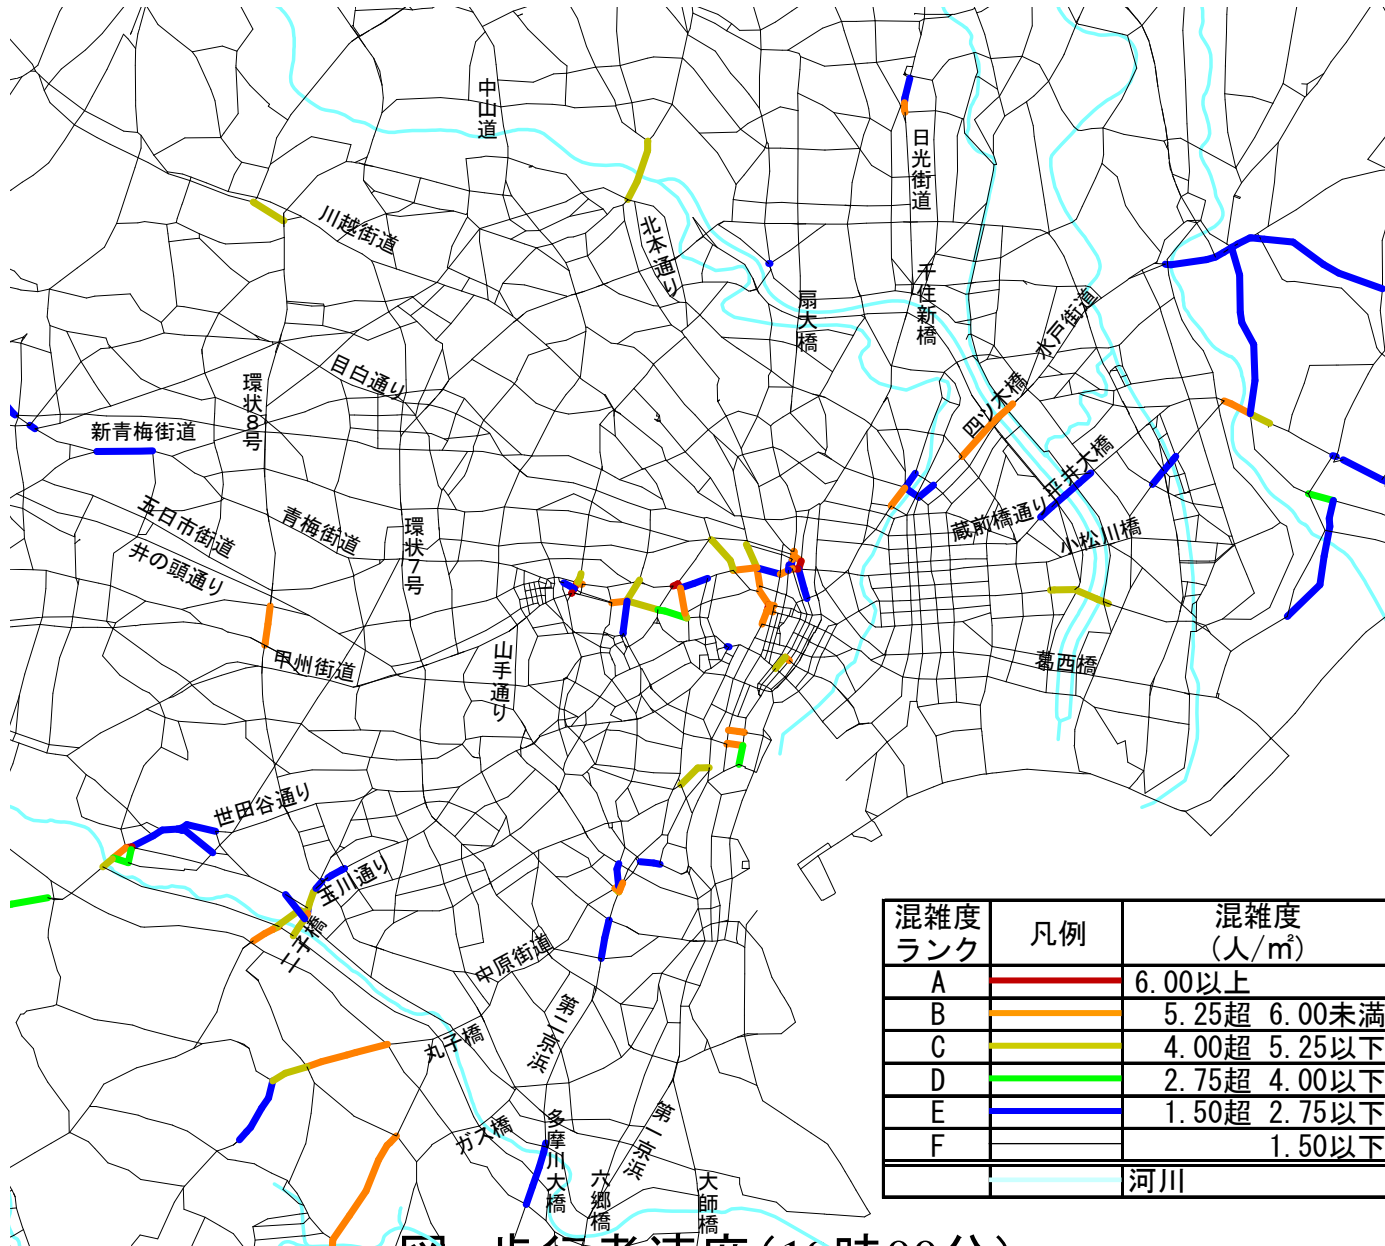 中山道
日光街道
川越街道
北本通り
千住新橋
扇大橋
水戸街道
目白通り
環状8号
四ツ木橋
新青梅街道
平井大橋
五日市街道
青梅街道
環状7号
蔵前橋通り
小松川橋
井の頭通り
甲州街道
山手通り
葛西橋
世田谷通り
玉川通り
二子橋
中原街道
第二京浜
丸子橋
ガス橋
多摩川大橋
第一京浜
六郷橋
大師橋
混雑度ランク 凡例 混雑度(人/㎡)
A 6.00以上
B 5.25超 6.00未満
C 4.00超 5.25以下
D 2.75超 4.00以下
E 1.50超 2.75以下
F 1.50以下
河川